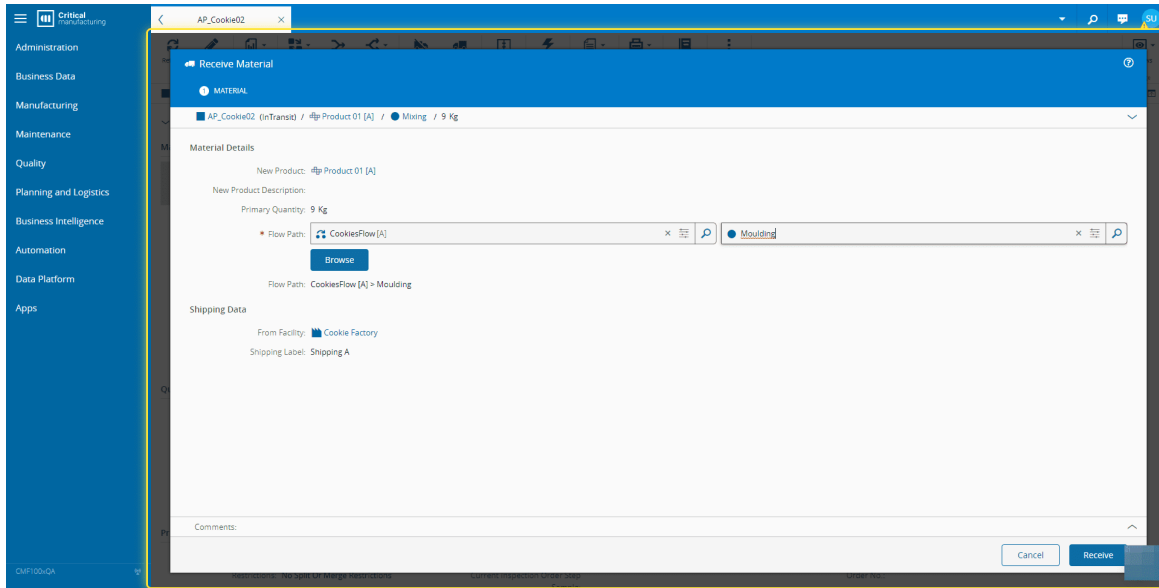 Critical
manufacturing
AP_Cookie02
SU
Administration
Business Data
Manufacturing
Maintenance
Quality
Planning and Logistics
Business Intelligence
Automation
Data Platform
Apps
CMF100xQA
Receive Material
1 MATERIAL
AP_Cookie02 (InTransit) / Product 01 [A] / Mixing / 9 Kg
Material Details
New Product: Product 01 [A]
New Product Description:
Primary Quantity: 9 Kg
* Flow Path: CookiesFlow [A] Moulding
Browse
Flow Path: CookiesFlow [A] > Moulding
Shipping Data
From Facility: Cookie Factory
Shipping Label: Shipping A
Comments:
Cancel Receive
Restrictions: No Split Or Merge Restrictions Current Inspection Order Step Order No.:
Sample